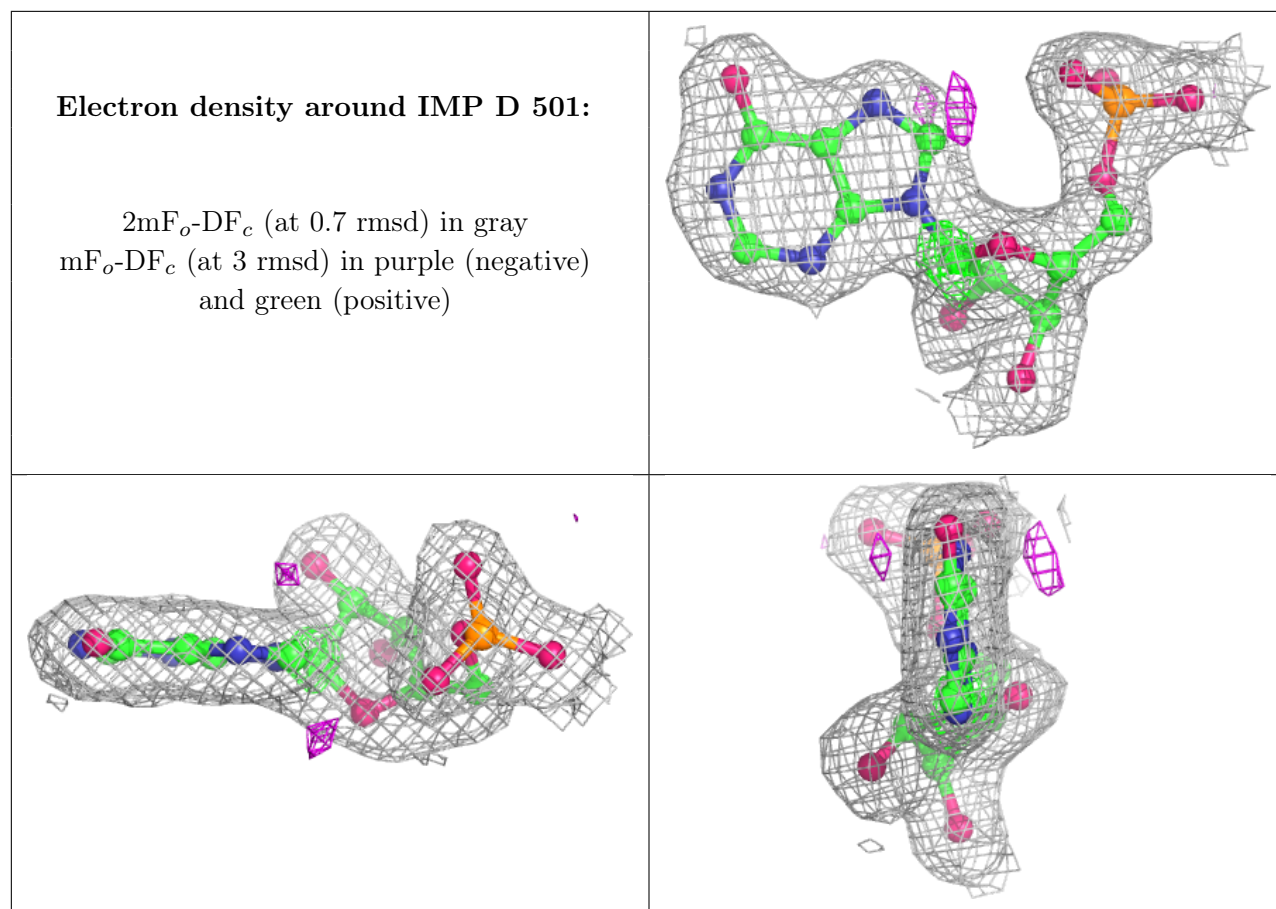 Electron density around IMP D 501:
2mFₒ-DF𝒸 (at 0.7 rmsd) in gray
mFₒ-DF𝒸 (at 3 rmsd) in purple (negative)
and green (positive)